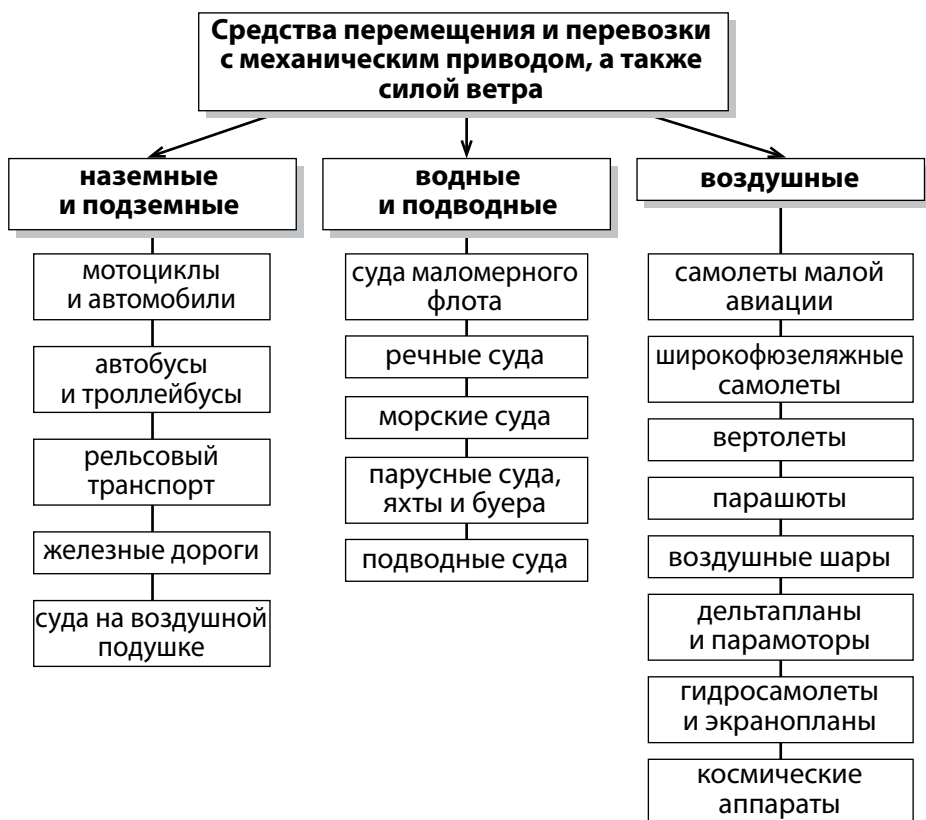 Средства перемещения и перевозки
с механическим приводом, а также
силой ветра
наземные
и подземные
мотоциклы
и автомобили
автобусы
и троллейбусы
рельсовый
транспорт
железные дороги
суда на воздушной
подушке
водные
и подводные
суда маломерного
флота
речные суда
морские суда
парусные суда,
яхты и буера
подводные суда
воздушные
самолеты малой
авиации
широкофюзеляжные
самолеты
вертолеты
парашюты
воздушные шары
дельтапланы
и парамоторы
гидросамолеты
и экранопланы
космические
аппараты